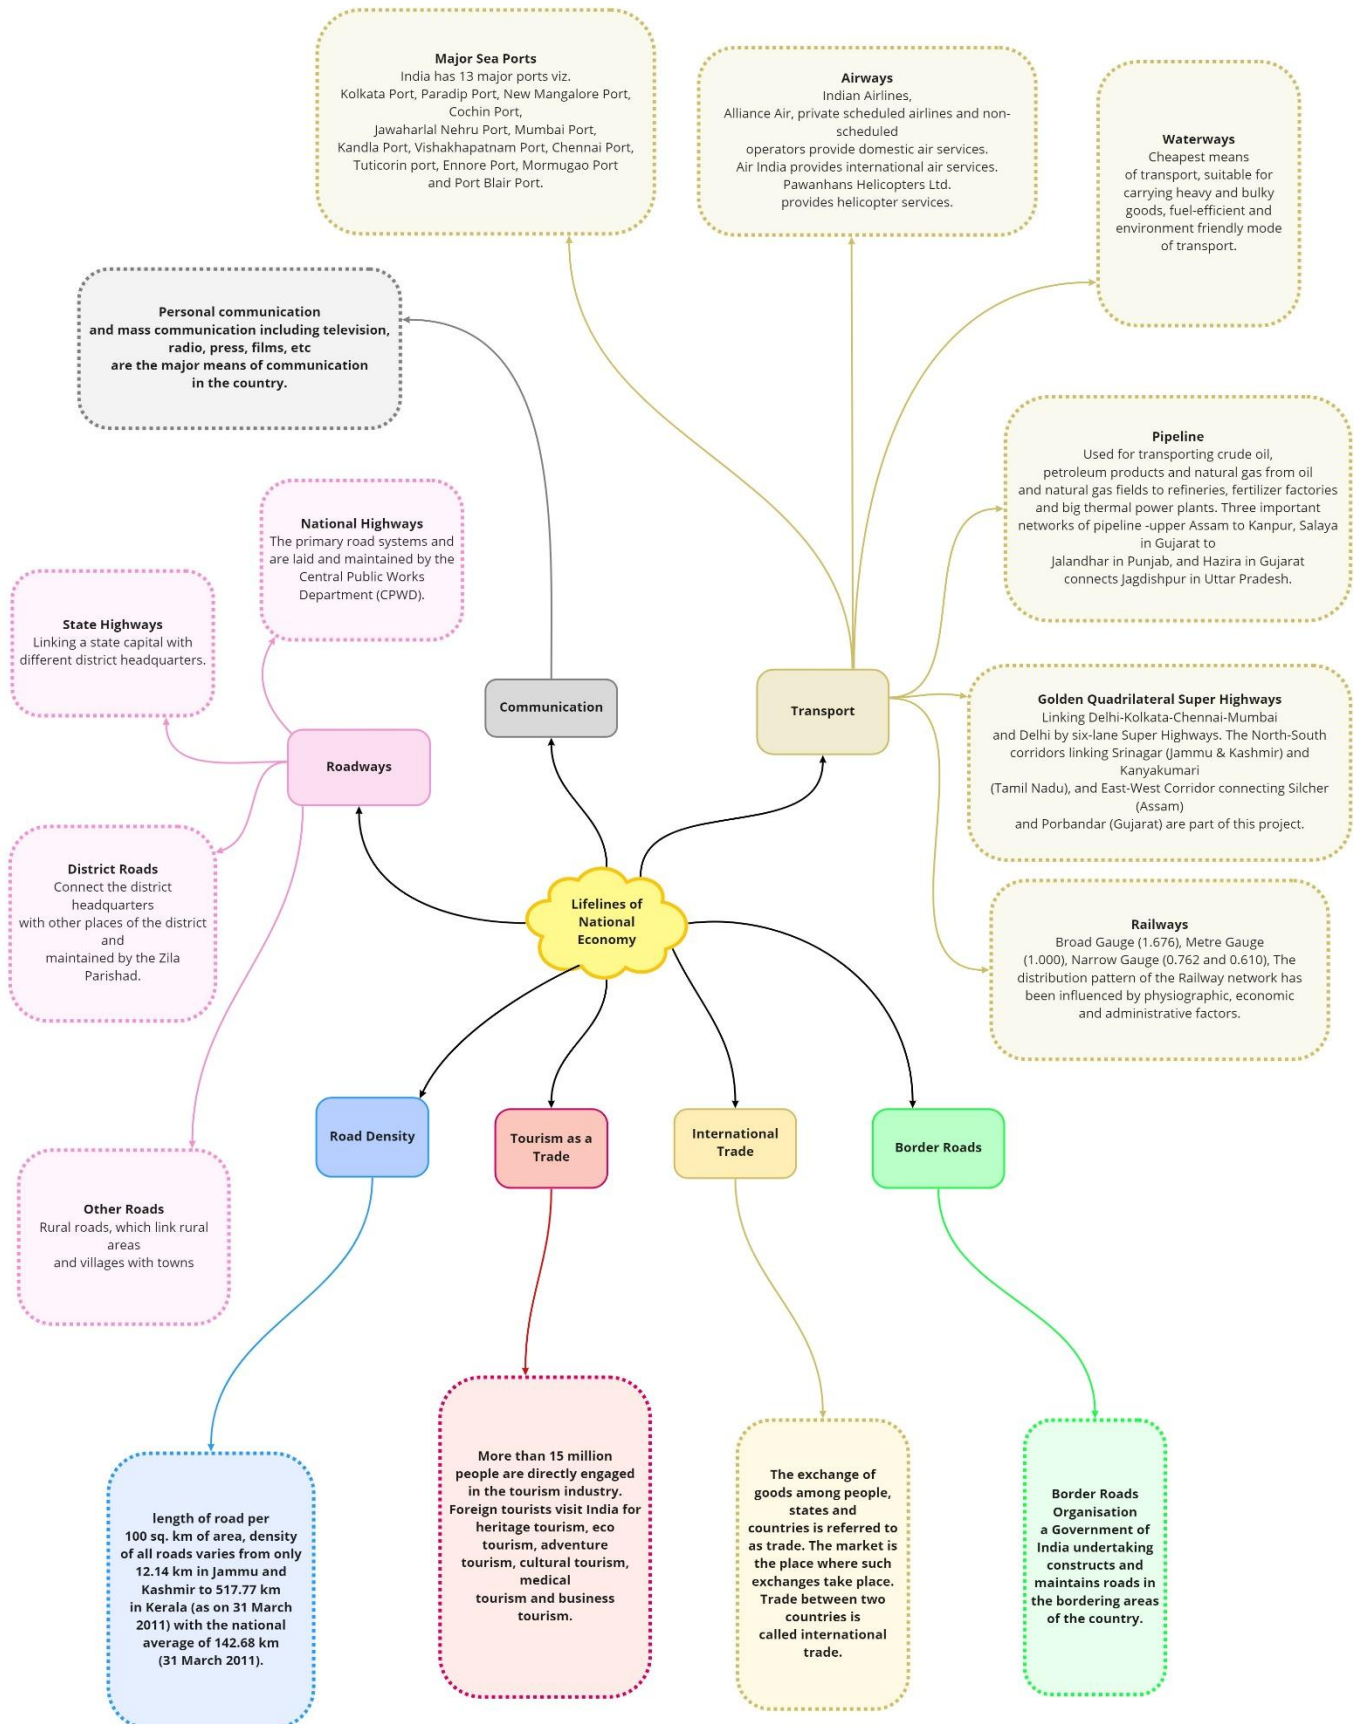 Major Sea Ports
India has 13 major ports viz.
Kolkata Port, Paradip Port, New Mangalore Port,
Cochin Port,
Jawaharlal Nehru Port, Mumbai Port,
Kandla Port, Vishakhapatnam Port, Chennai Port,
Tuticorin port, Ennore Port, Mormugao Port
and Port Blair Port.
Airways
Indian Airlines,
Alliance Air, private scheduled airlines and non-
scheduled
operators provide domestic air services.
Air India provides international air services.
Pawanhans Helicopters Ltd.
provides helicopter services.
Waterways
Cheapest means
of transport, suitable for
carrying heavy and bulky
goods, fuel-efficient and
environment friendly mode
of transport.
Personal communication
and mass communication including television,
radio, press, films, etc
are the major means of communication
in the country.
Pipeline
Used for transporting crude oil,
petroleum products and natural gas from oil
and natural gas fields to refineries, fertilizer factories
and big thermal power plants. Three important
networks of pipeline -upper Assam to Kanpur, Salaya
in Gujarat to
Jalandhar in Punjab, and Hazira in Gujarat
connects Jagdishpur in Uttar Pradesh.
National Highways
The primary road systems and
are laid and maintained by the
Central Public Works
Department (CPWD).
State Highways
Linking a state capital with
different district headquarters.
Communication
Transport
Golden Quadrilateral Super Highways
Linking Delhi-Kolkata-Chennai-Mumbai
and Delhi by six-lane Super Highways. The North-South
corridors linking Srinagar (Jammu & Kashmir) and
Kanyakumari
(Tamil Nadu), and East-West Corridor connecting Silcher
(Assam)
and Porbandar (Gujarat) are part of this project.
Roadways
District Roads
Connect the district
headquarters
with other places of the district
and
maintained by the Zila
Parishad.
Lifelines of
National
Economy
Railways
Broad Gauge (1.676), Metre Gauge
(1.000), Narrow Gauge (0.762 and 0.610), The
distribution pattern of the Railway network has
been influenced by physiographic, economic
and administrative factors.
Road Density
Tourism as a
Trade
International
Trade
Border Roads
Other Roads
Rural roads, which link rural
areas
and villages with towns
length of road per
100 sq. km of area, density
of all roads varies from only
12.14 km in Jammu and
Kashmir to 517.77 km
in Kerala (as on 31 March
2011) with the national
average of 142.68 km
(31 March 2011).
More than 15 million
people are directly engaged
in the tourism industry.
Foreign tourists visit India for
heritage tourism, eco
tourism, adventure
tourism, cultural tourism,
medical
tourism and business
tourism.
The exchange of
goods among people,
states and
countries is referred to
as trade. The market is
the place where such
exchanges take place.
Trade between two
countries is
called international
trade.
Border Roads
Organisation
a Government of
India undertaking
constructs and
maintains roads in
the bordering areas
of the country.